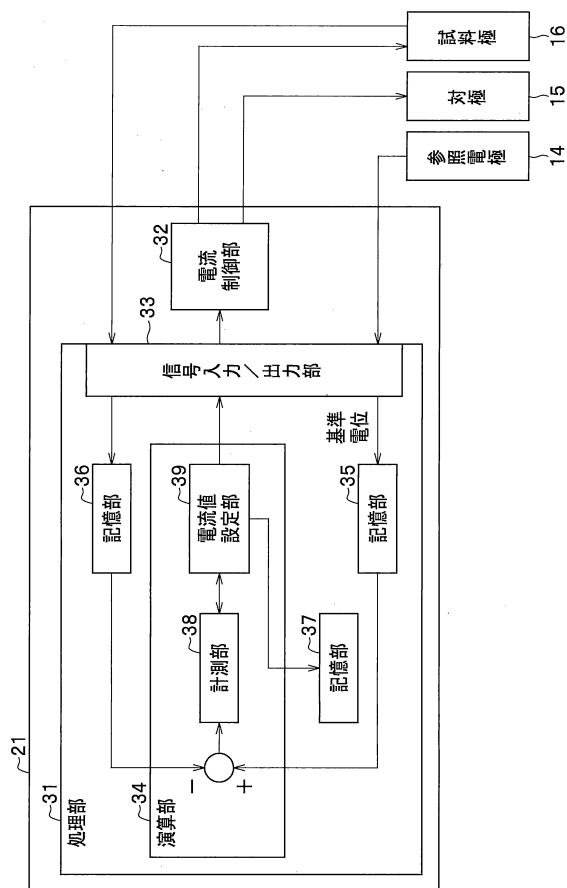 21
31
処理部
34
演算部
36
記憶部
−
+
38
計測部
39
電流値
設定部
37
記憶部
35
記憶部
基準
電位
33
信号入力／出力部
32
電流
制御部
試料極
16
対極
15
参照電極
14